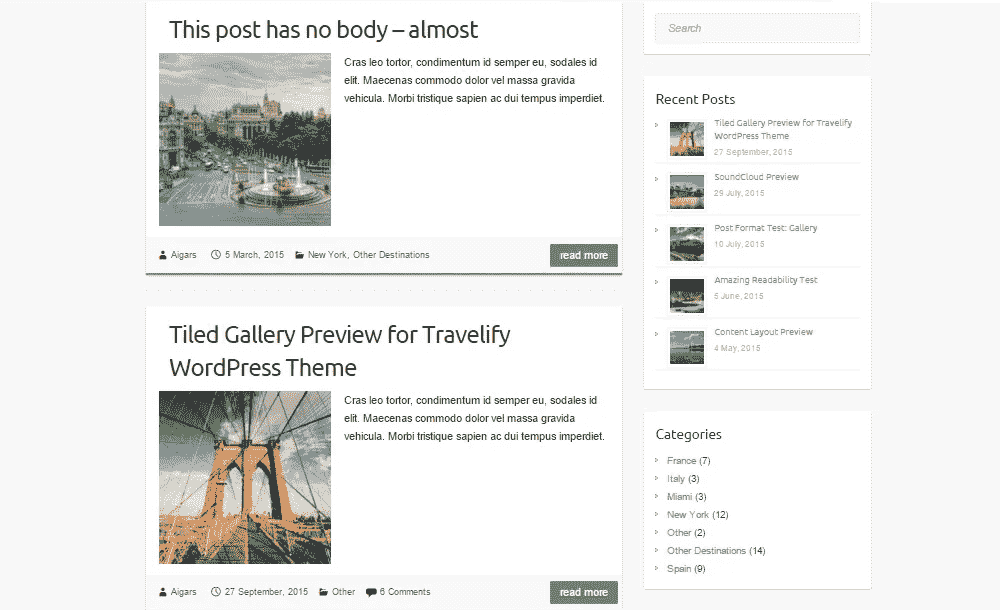 This post has no body – almost
Cras leo tortor, condimentum id semper eu, sodales id
elit. Maecenas commodo dolor vel massa gravida
vehicula. Morbi tristique sapien ac dui tempus imperdiet.
Aigars 5 March, 2015 New York, Other Destinations read more
Tiled Gallery Preview for Travelify
WordPress Theme
Cras leo tortor, condimentum id semper eu, sodales id
elit. Maecenas commodo dolor vel massa gravida
vehicula. Morbi tristique sapien ac dui tempus imperdiet.
Aigars 27 September, 2015 Other 6 Comments read more
Search
Recent Posts
Tiled Gallery Preview for Travelify
WordPress Theme
27 September, 2015
SoundCloud Preview
29 July, 2015
Post Format Test: Gallery
10 July, 2015
Amazing Readability Test
5 June, 2015
Content Layout Preview
4 May, 2015
Categories
France (7)
Italy (3)
Miami (3)
New York (12)
Other (2)
Other Destinations (14)
Spain (9)